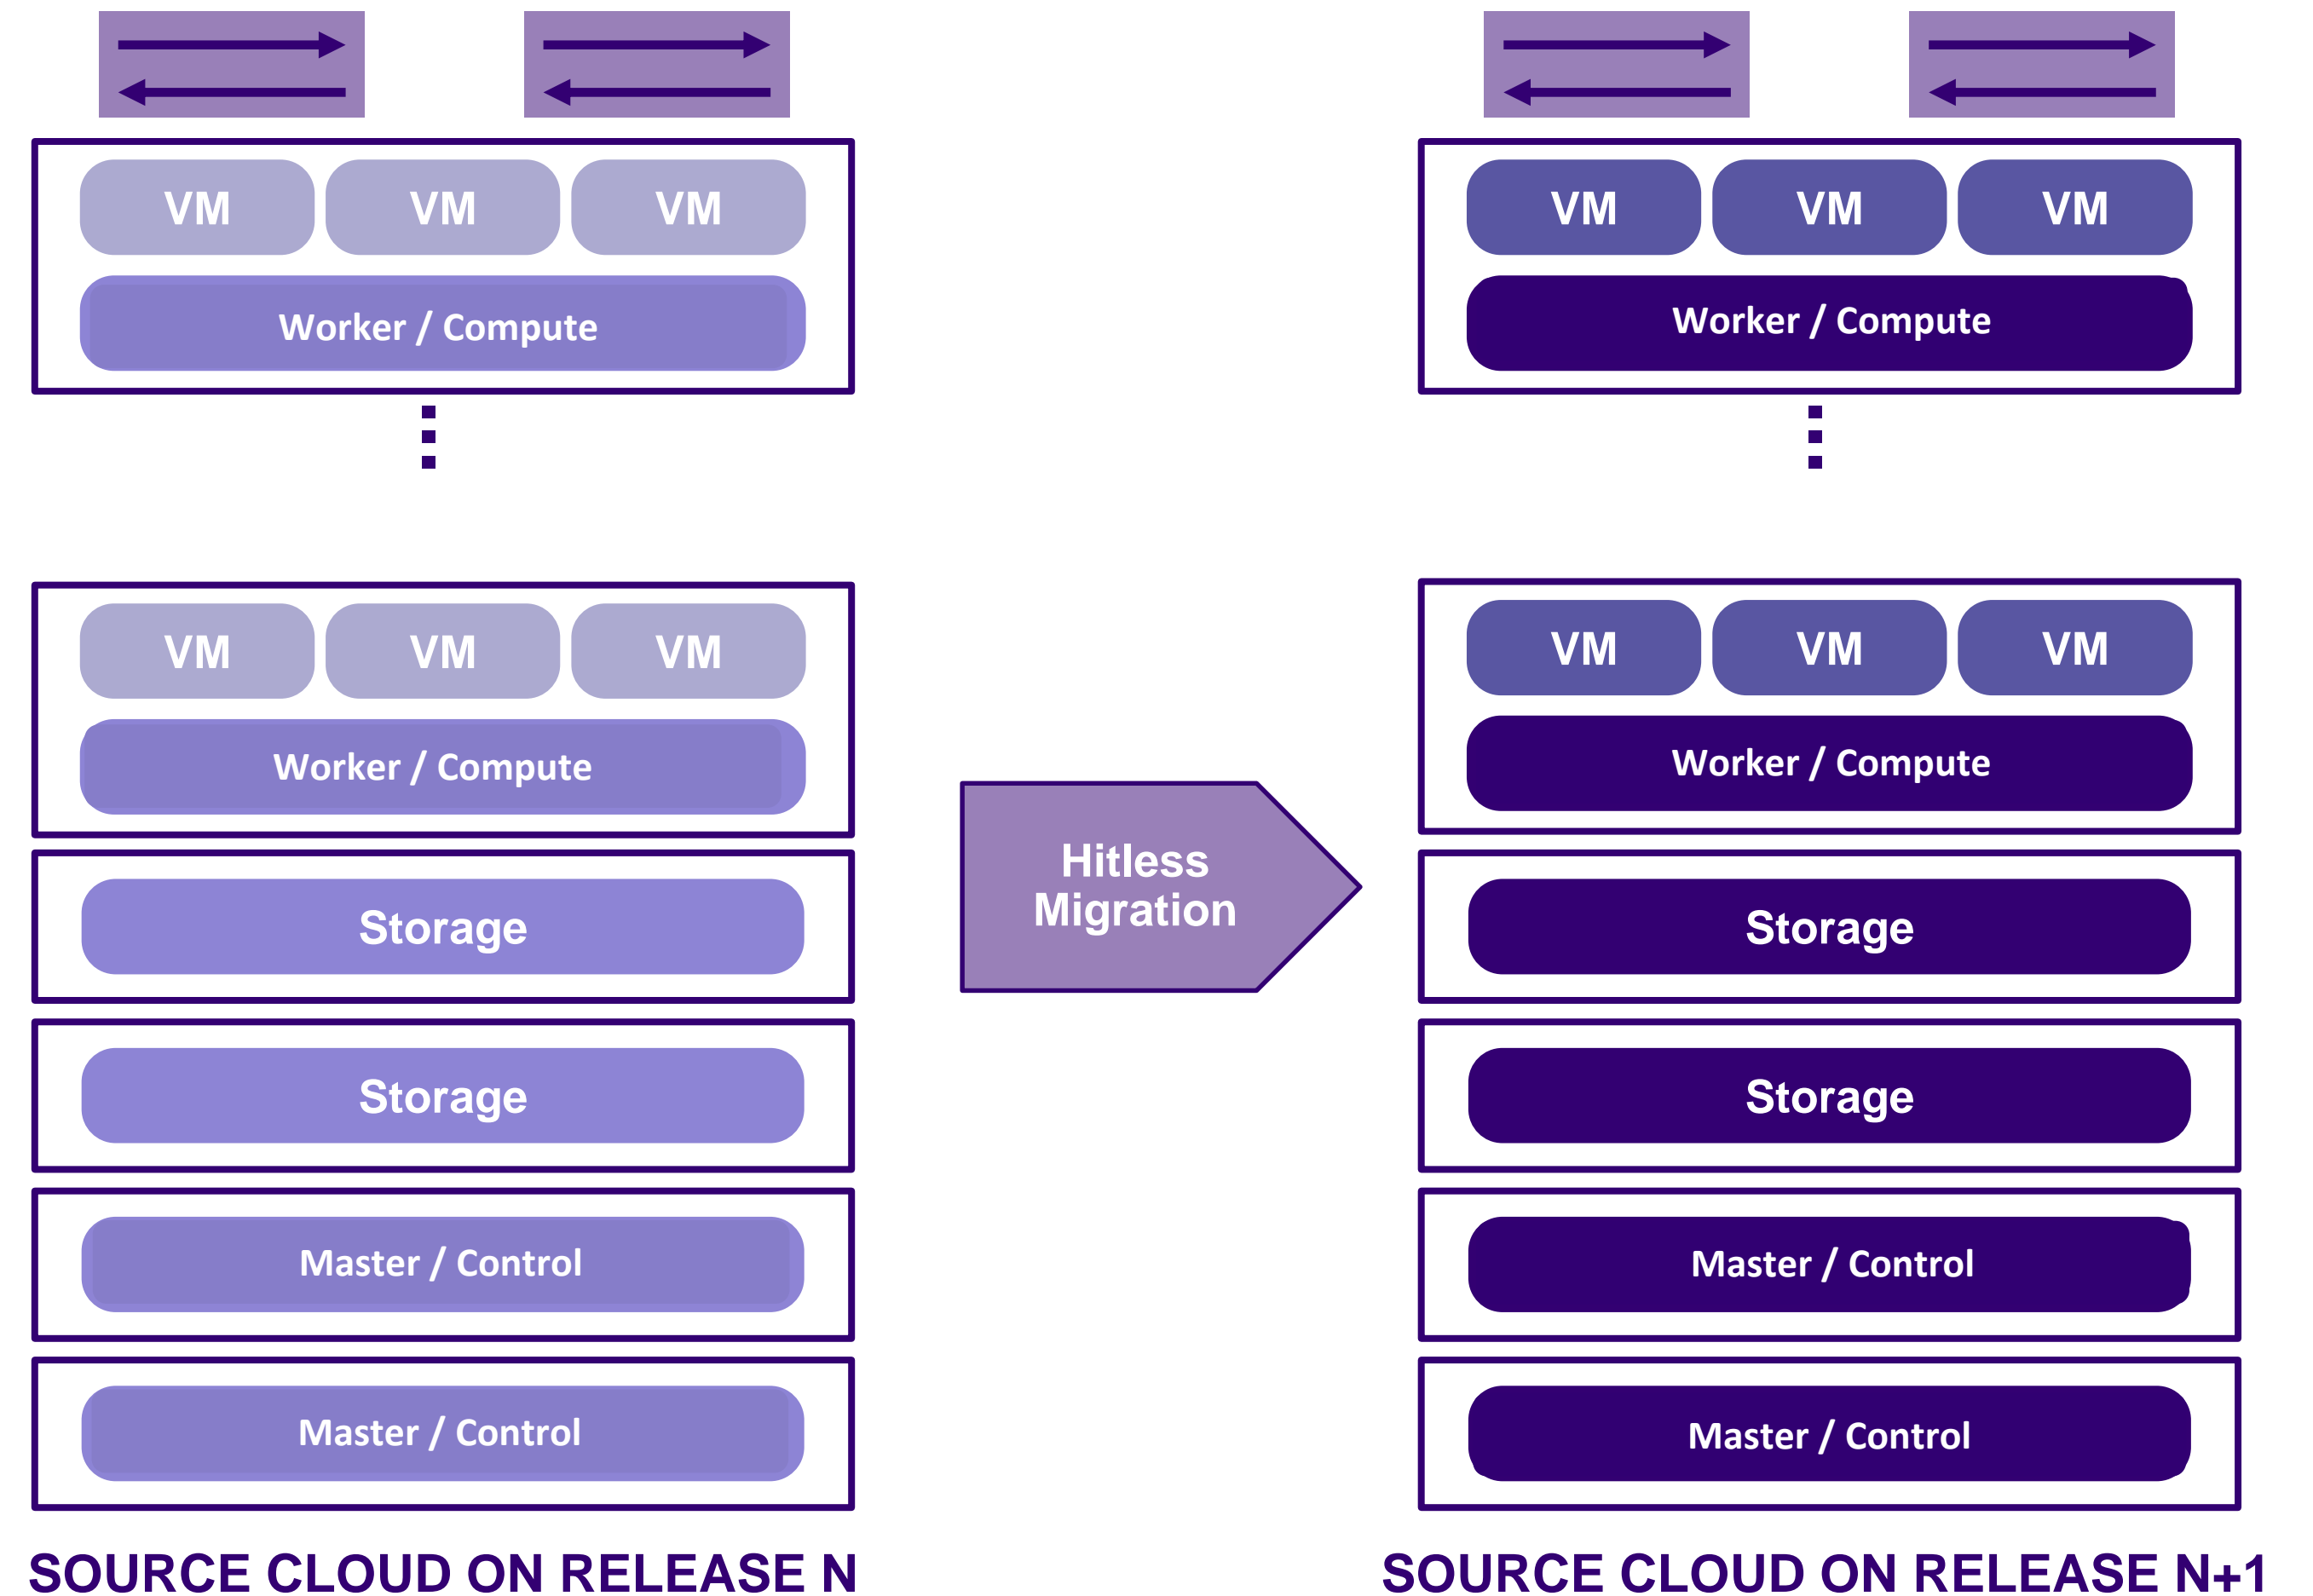 VM
VM
VM
Worker / Compute
VM
VM
VM
Worker / Compute
Storage
Storage
Master / Control
Master / Control
SOURCE CLOUD ON RELEASE N
Hitless
Migration
VM
VM
VM
Worker / Compute
VM
VM
VM
Worker / Compute
Storage
Storage
Master / Control
Master / Control
SOURCE CLOUD ON RELEASE N+1